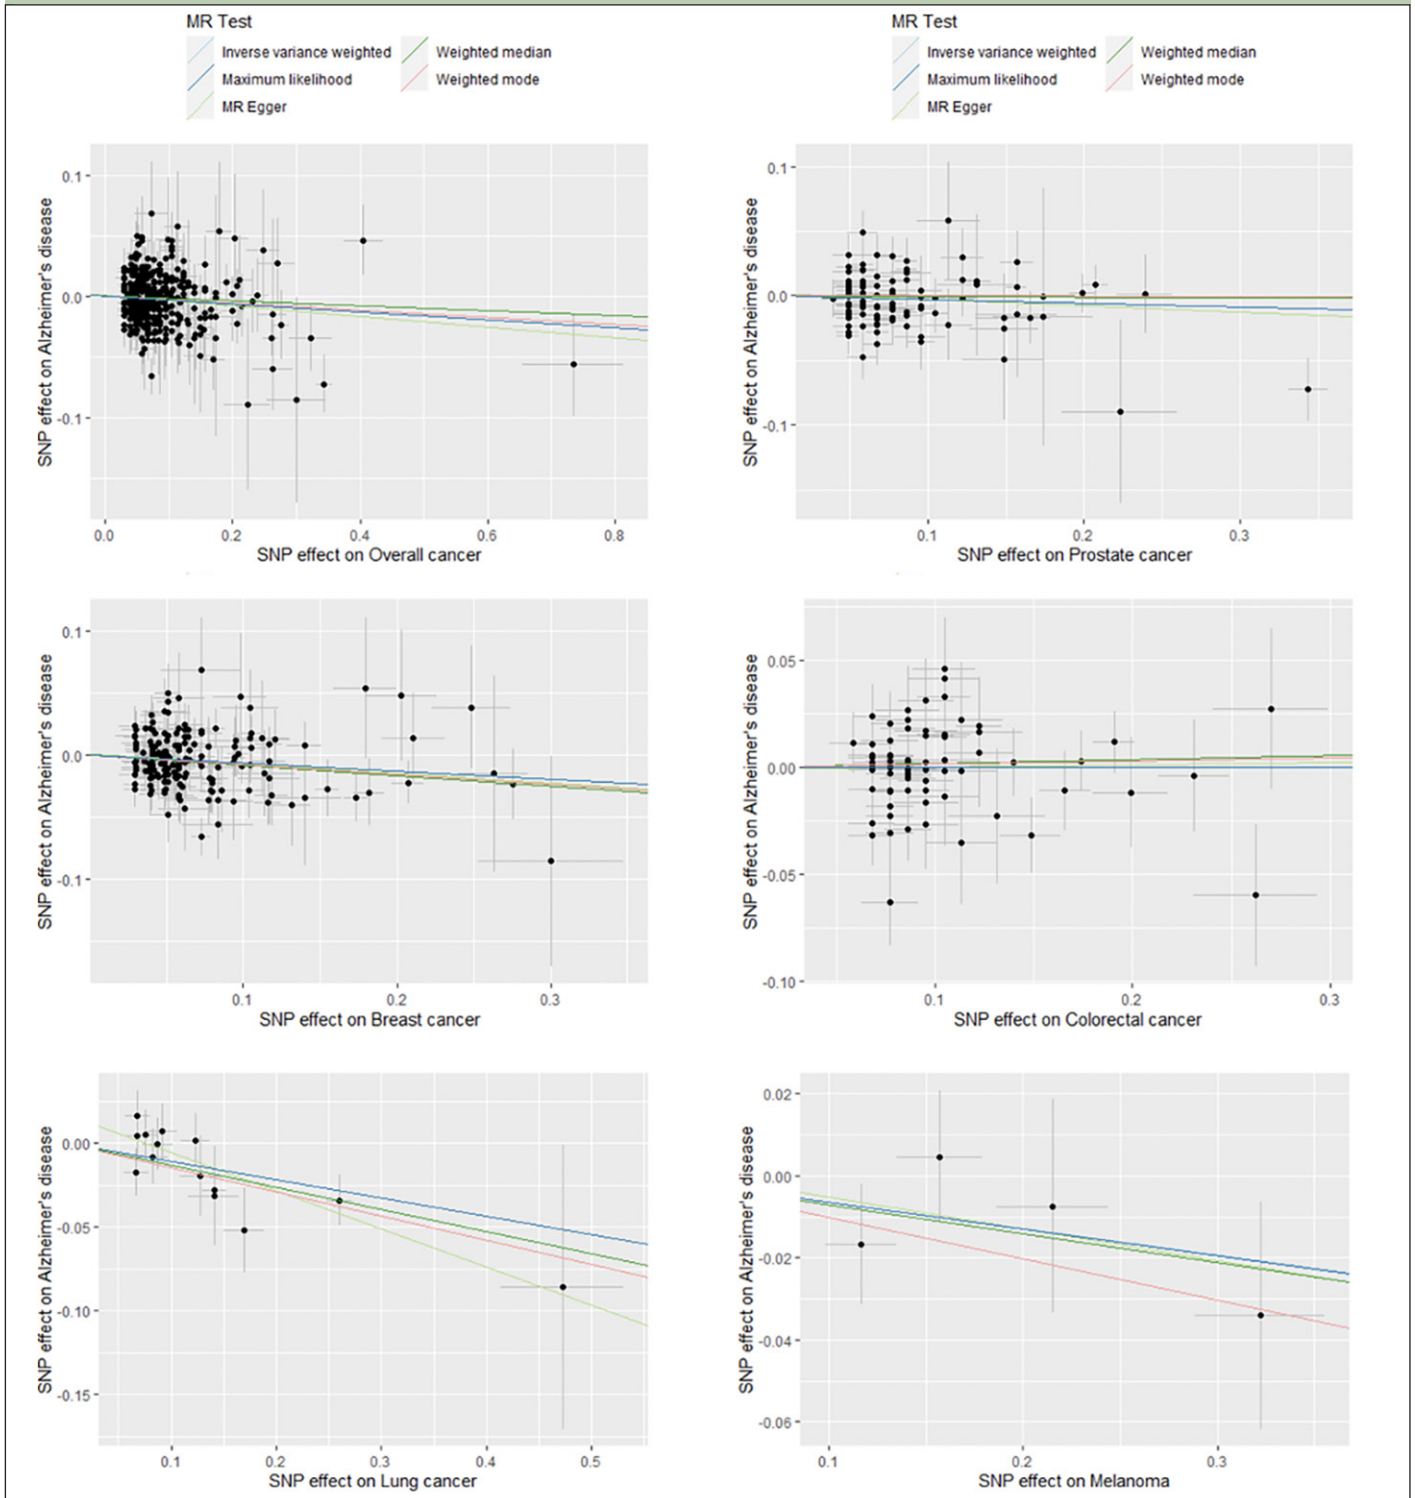 MR Test
Inverse variance weighted
Weighted median
Maximum likelihood
Weighted mode
MR Egger
MR Test
Inverse variance weighted
Weighted median
Maximum likelihood
Weighted mode
MR Egger
SNP effect on Alzheimer's disease
0.1
0.0
-0.1
0.0 0.2 0.4 0.6 0.8
SNP effect on Overall cancer
SNP effect on Alzheimer's disease
0.1
0.0
-0.1
0.1 0.2 0.3
SNP effect on Prostate cancer
SNP effect on Alzheimer's disease
0.1
0.0
-0.1
0.1 0.2 0.3
SNP effect on Breast cancer
SNP effect on Alzheimer's disease
0.05
0.00
-0.05
-0.10
0.1 0.2 0.3
SNP effect on Colorectal cancer
SNP effect on Alzheimer's disease
0.00
-0.05
-0.10
-0.15
0.1 0.2 0.3 0.4 0.5
SNP effect on Lung cancer
SNP effect on Alzheimer's disease
0.02
0.00
-0.02
-0.04
-0.06
0.1 0.2 0.3
SNP effect on Melanoma